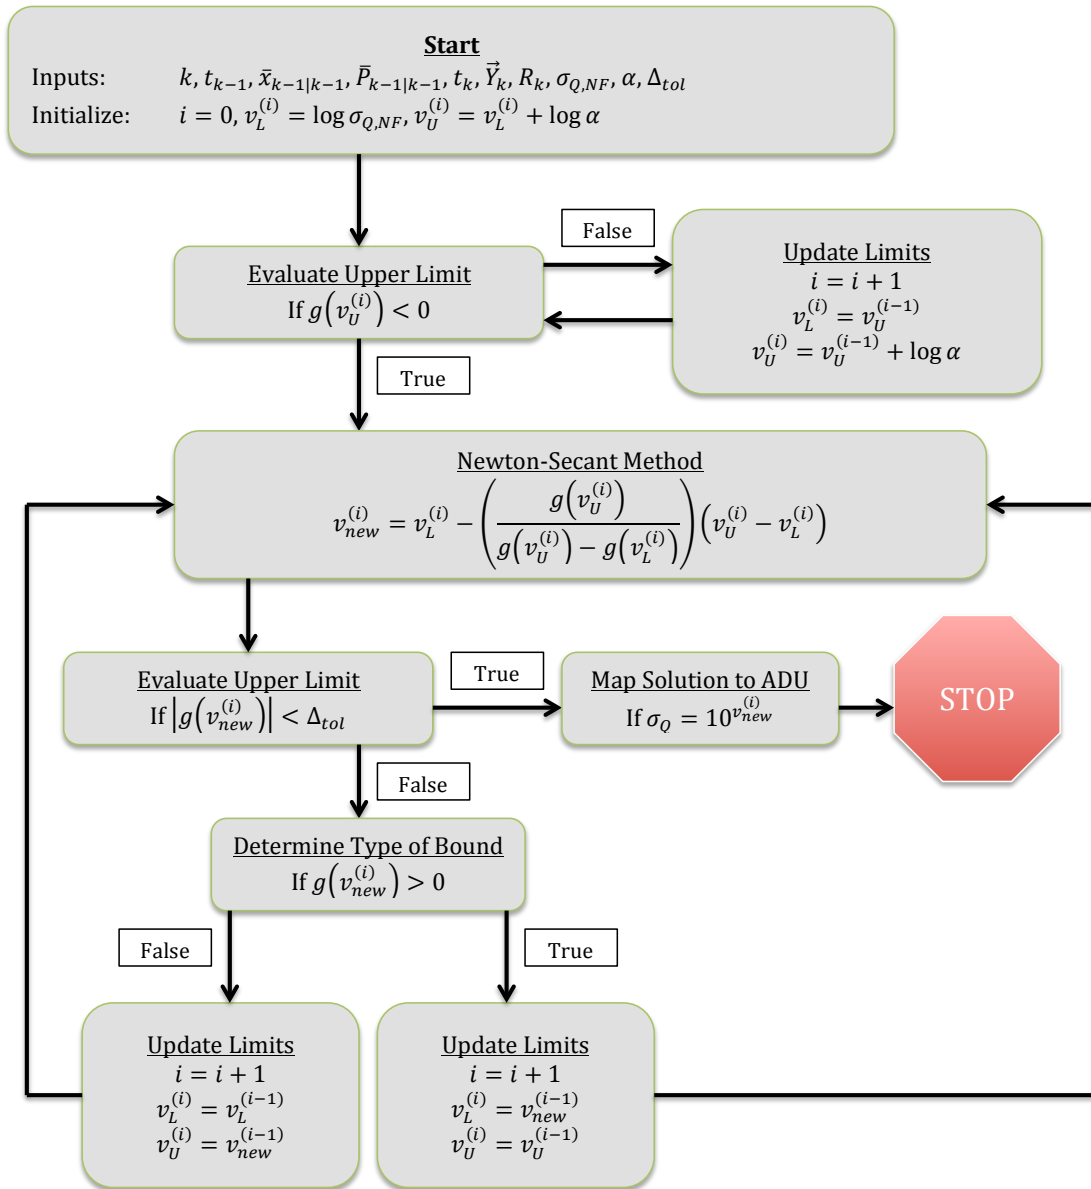 Start
Inputs: k, t_{k-1}, x̄_{k-1|k-1}, P̄_{k-1|k-1}, t_k, Y⃗_k, R_k, σ_{Q,NF}, α, Δ_{tol}
Initialize: i = 0, v_L^{(i)} = log σ_{Q,NF}, v_U^{(i)} = v_L^{(i)} + log α
False
Evaluate Upper Limit
If g(v_U^{(i)}) < 0
Update Limits
i = i + 1
v_L^{(i)} = v_U^{(i-1)}
v_U^{(i)} = v_U^{(i-1)} + log α
True
Newton-Secant Method
v_{new}^{(i)} = v_L^{(i)} − (g(v_U^{(i)}) / (g(v_U^{(i)}) − g(v_L^{(i)}))) (v_U^{(i)} − v_L^{(i)})
Evaluate Upper Limit
If |g(v_{new}^{(i)})| < Δ_{tol}
True
Map Solution to ADU
If σ_Q = 10^{v_{new}^{(i)}}
STOP
False
Determine Type of Bound
If g(v_{new}^{(i)}) > 0
False
True
Update Limits
i = i + 1
v_L^{(i)} = v_L^{(i-1)}
v_U^{(i)} = v_{new}^{(i-1)}
Update Limits
i = i + 1
v_L^{(i)} = v_{new}^{(i-1)}
v_U^{(i)} = v_U^{(i-1)}